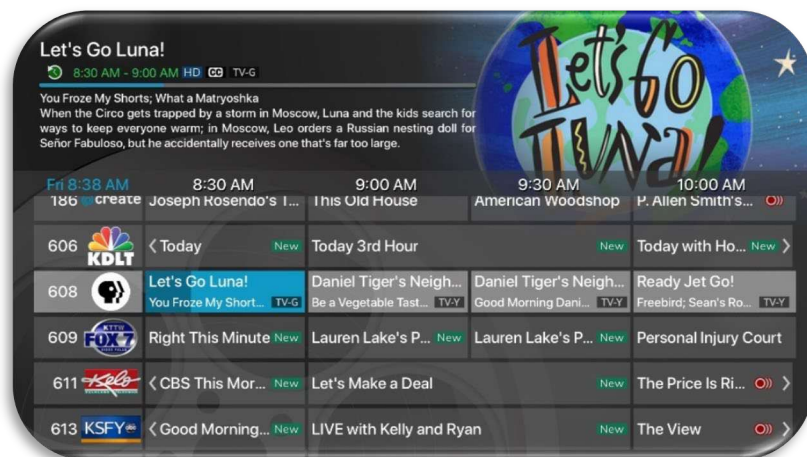 Let's Go Luna!
8:30 AM - 9:00 AM HD CC TV-G
You Froze My Shorts; What a Matryoshka
When the Circo gets trapped by a storm in Moscow, Luna and the kids search for
ways to keep everyone warm; in Moscow, Leo orders a Russian nesting doll for
Señor Fabuloso, but he accidentally receives one that's far too large.
Let's GO
LUNA!
Fri 8:38 AM 8:30 AM 9:00 AM 9:30 AM 10:00 AM
186 create Joseph Rosendo's T... This Old House American Woodshop P. Allen Smith's...
606 KDLT Today New Today 3rd Hour New Today with Ho... New
608 Let's Go Luna! Daniel Tiger's Neigh... Daniel Tiger's Neigh... Ready Jet Go!
You Froze My Short... TV-G Be a Vegetable Tast... TV-Y Good Morning Dani... TV-Y Freebird; Sean's Ro... TV-Y
609 KTTW FOX 7 Right This Minute New Lauren Lake's P... New Lauren Lake's P... New Personal Injury Court
611 Kelo CBS This Mor... New Let's Make a Deal New The Price Is Ri...
613 KSFY Good Morning... New LIVE with Kelly and Ryan New The View